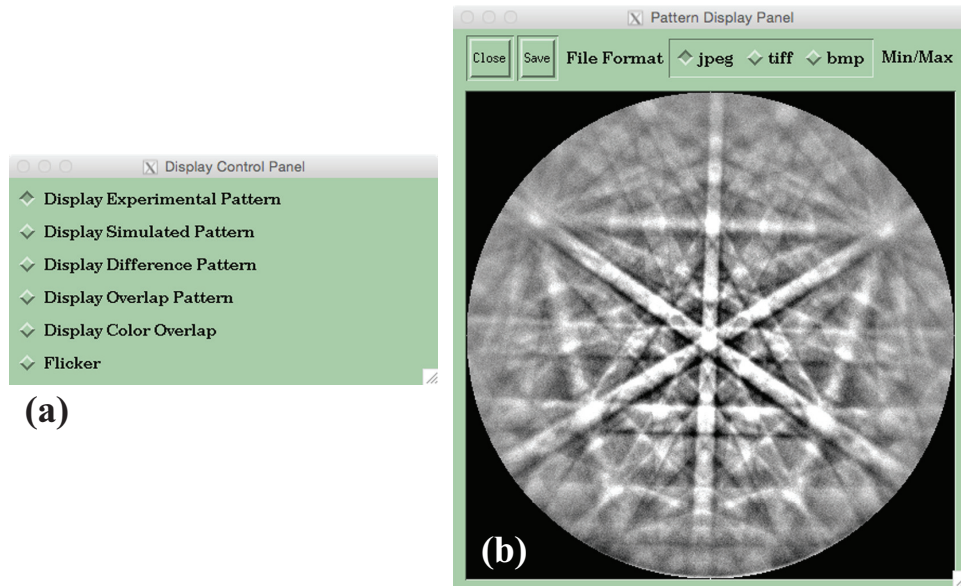 Display Control Panel
Display Experimental Pattern
Display Simulated Pattern
Display Difference Pattern
Display Overlap Pattern
Display Color Overlap
Flicker
(a)
Pattern Display Panel
Close Save File Format jpeg tiff bmp Min/Max
(b)